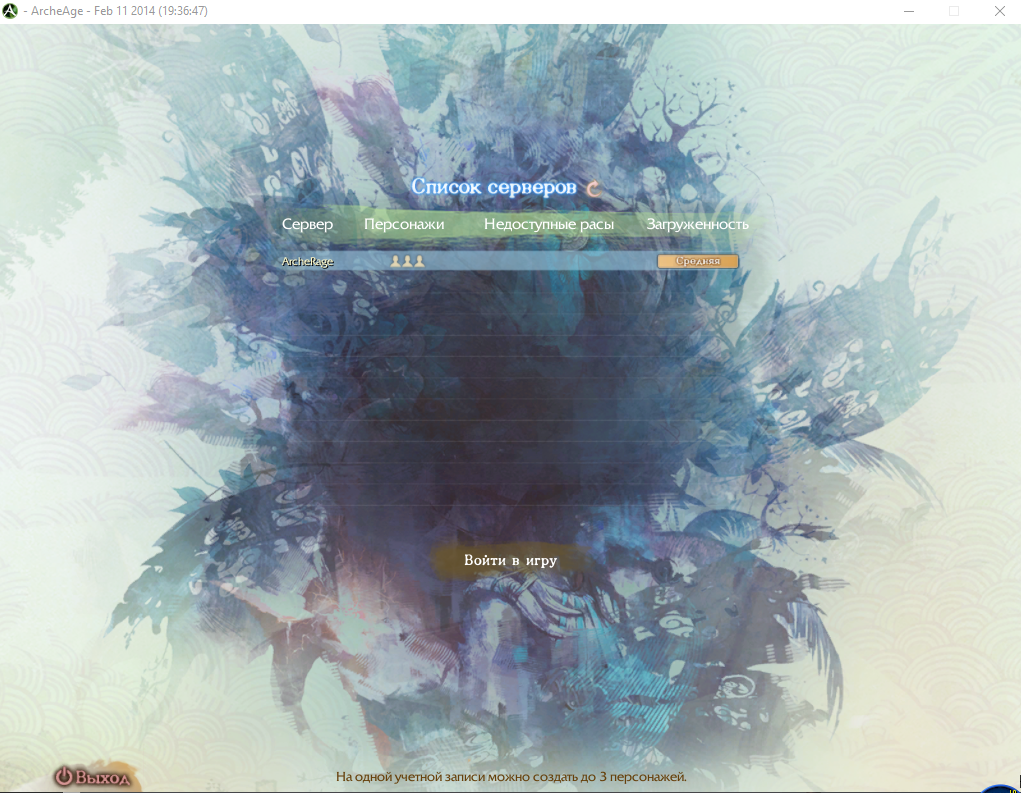 - ArcheAge - Feb 11 2014 (19:36:47)
Список серверов
Сервер Персонажи Недоступные расы Загруженность
ArcheRage Средняя
Войти в игру
Выход
На одной учетной записи можно создать до 3 персонажей.